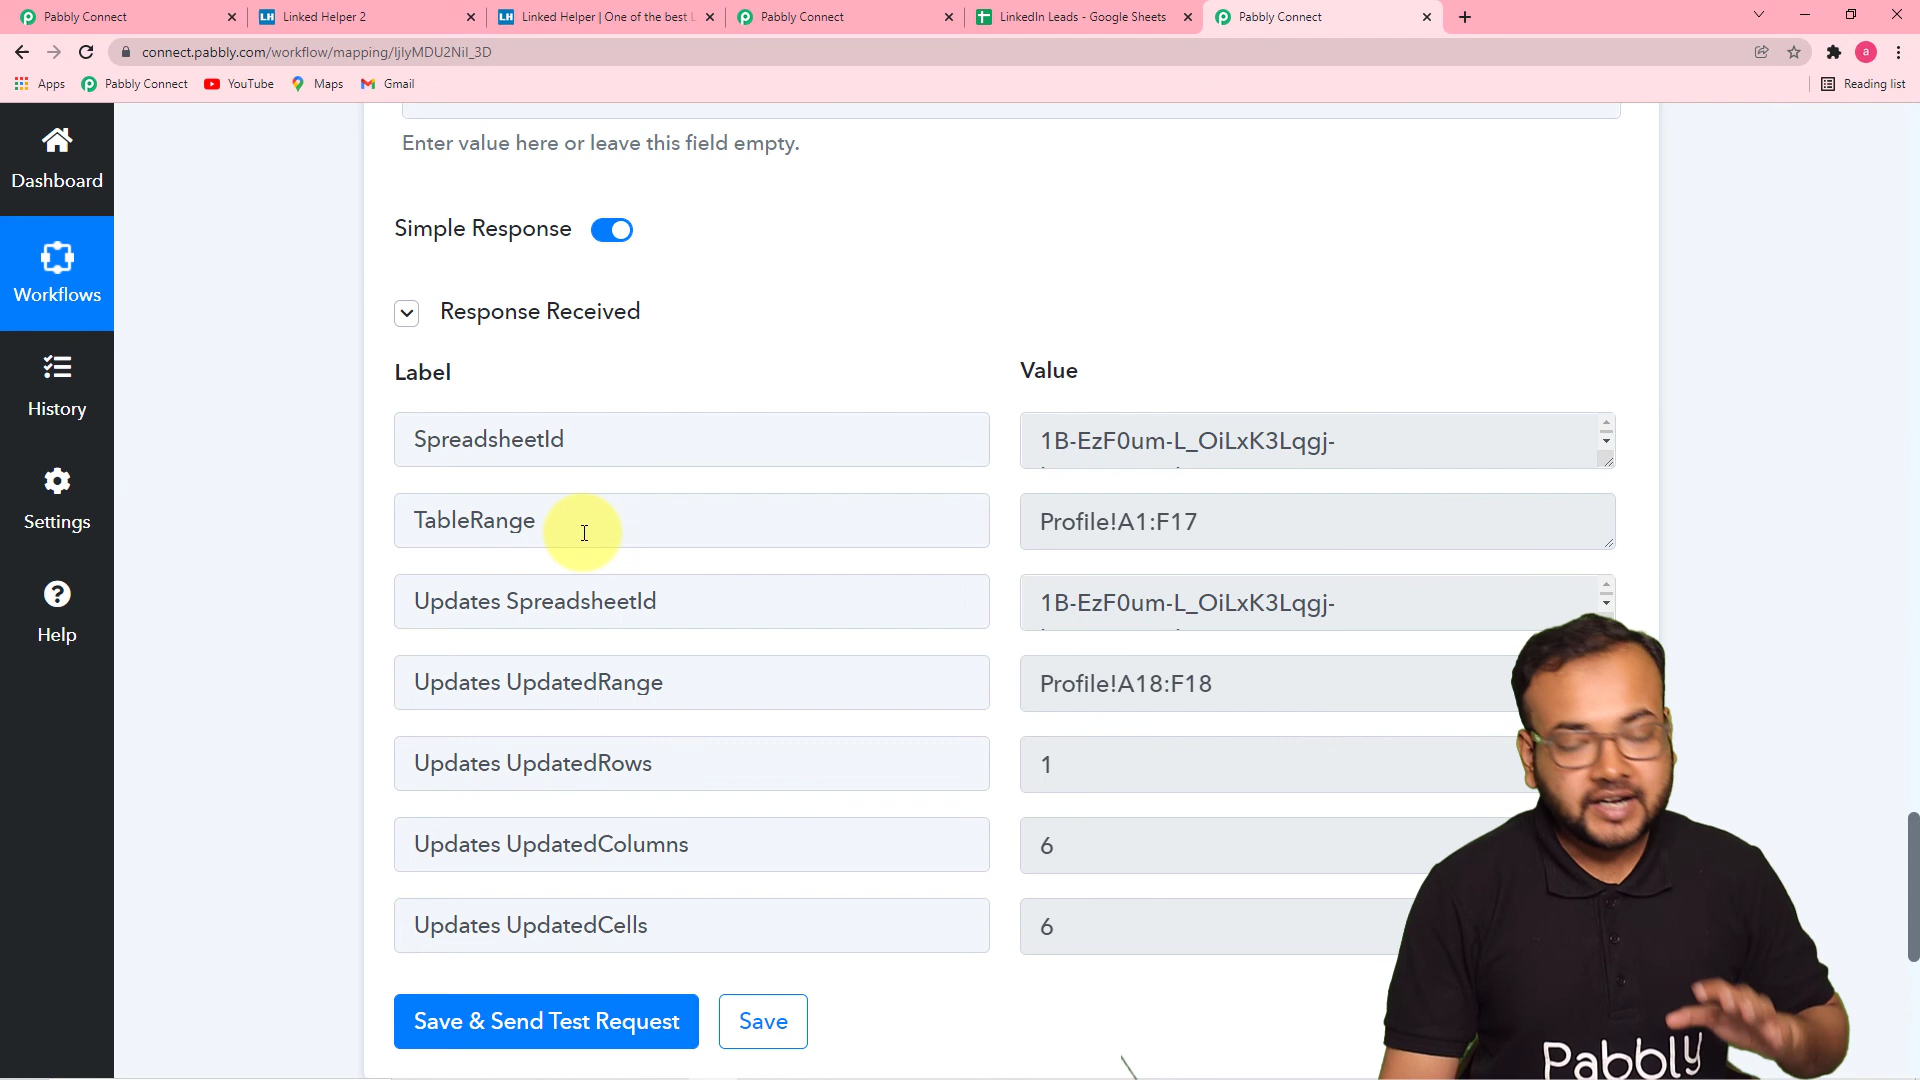 Pabbly Connect
Linked Helper 2
Linked Helper | One of the best L
Pabbly Connect
LinkedIn Leads - Google Sheets
Pabbly Connect
connect.pabbly.com/workflow/mapping/IjIyMDU2NiI_3D
a
Apps
Pabbly Connect
YouTube
Maps
Gmail
Reading list
Dashboard
Workflows
History
Settings
Help
Enter value here or leave this field empty.
Simple Response
Response Received
Label
Value
SpreadsheetId
1B-EzF0um-L_OiLxK3Lqgj-
TableRange
Profile!A1:F17
Updates SpreadsheetId
1B-EzF0um-L_OiLxK3Lqgj-
Updates UpdatedRange
Profile!A18:F18
Updates UpdatedRows
1
Updates UpdatedColumns
6
Updates UpdatedCells
6
Save & Send Test Request
Save
Pabbly